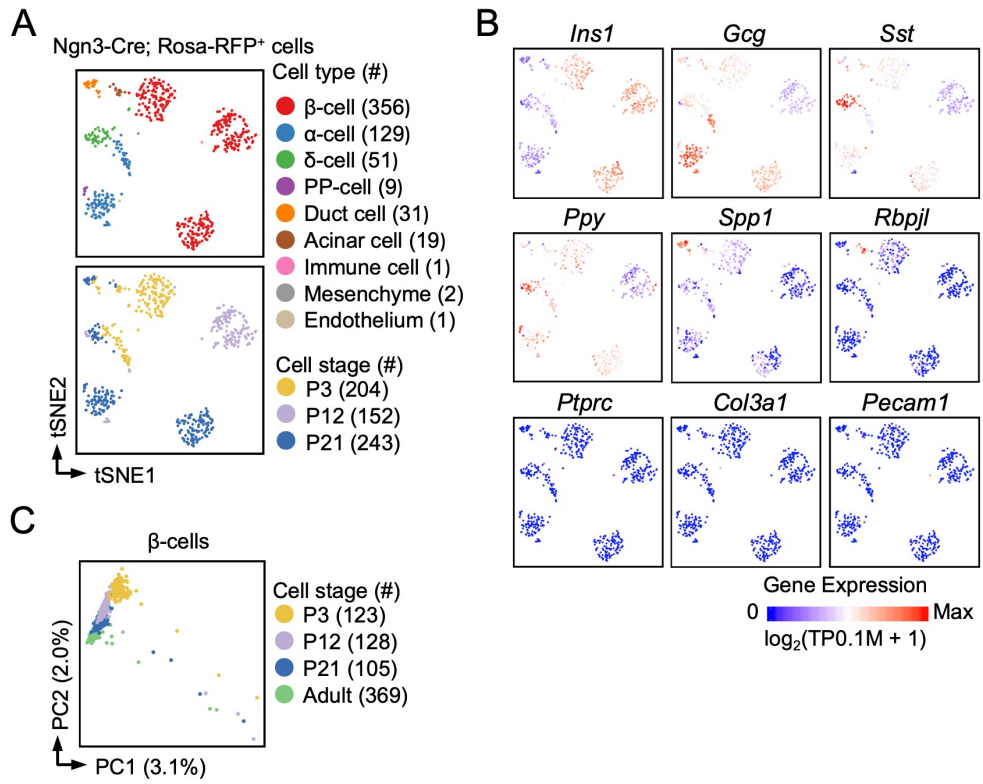 A
Ngn3-Cre; Rosa-RFP⁺ cells
Cell type (#)
β-cell (356)
α-cell (129)
δ-cell (51)
PP-cell (9)
Duct cell (31)
Acinar cell (19)
Immune cell (1)
Mesenchyme (2)
Endothelium (1)
Cell stage (#)
P3 (204)
P12 (152)
P21 (243)
tSNE2
tSNE1
B
Ins1 Gcg Sst
Ppy Spp1 Rbpjl
Ptprc Col3a1 Pecam1
Gene Expression
0 Max
log₂(TP0.1M + 1)
C
β-cells
Cell stage (#)
P3 (123)
P12 (128)
P21 (105)
Adult (369)
PC2 (2.0%)
PC1 (3.1%)